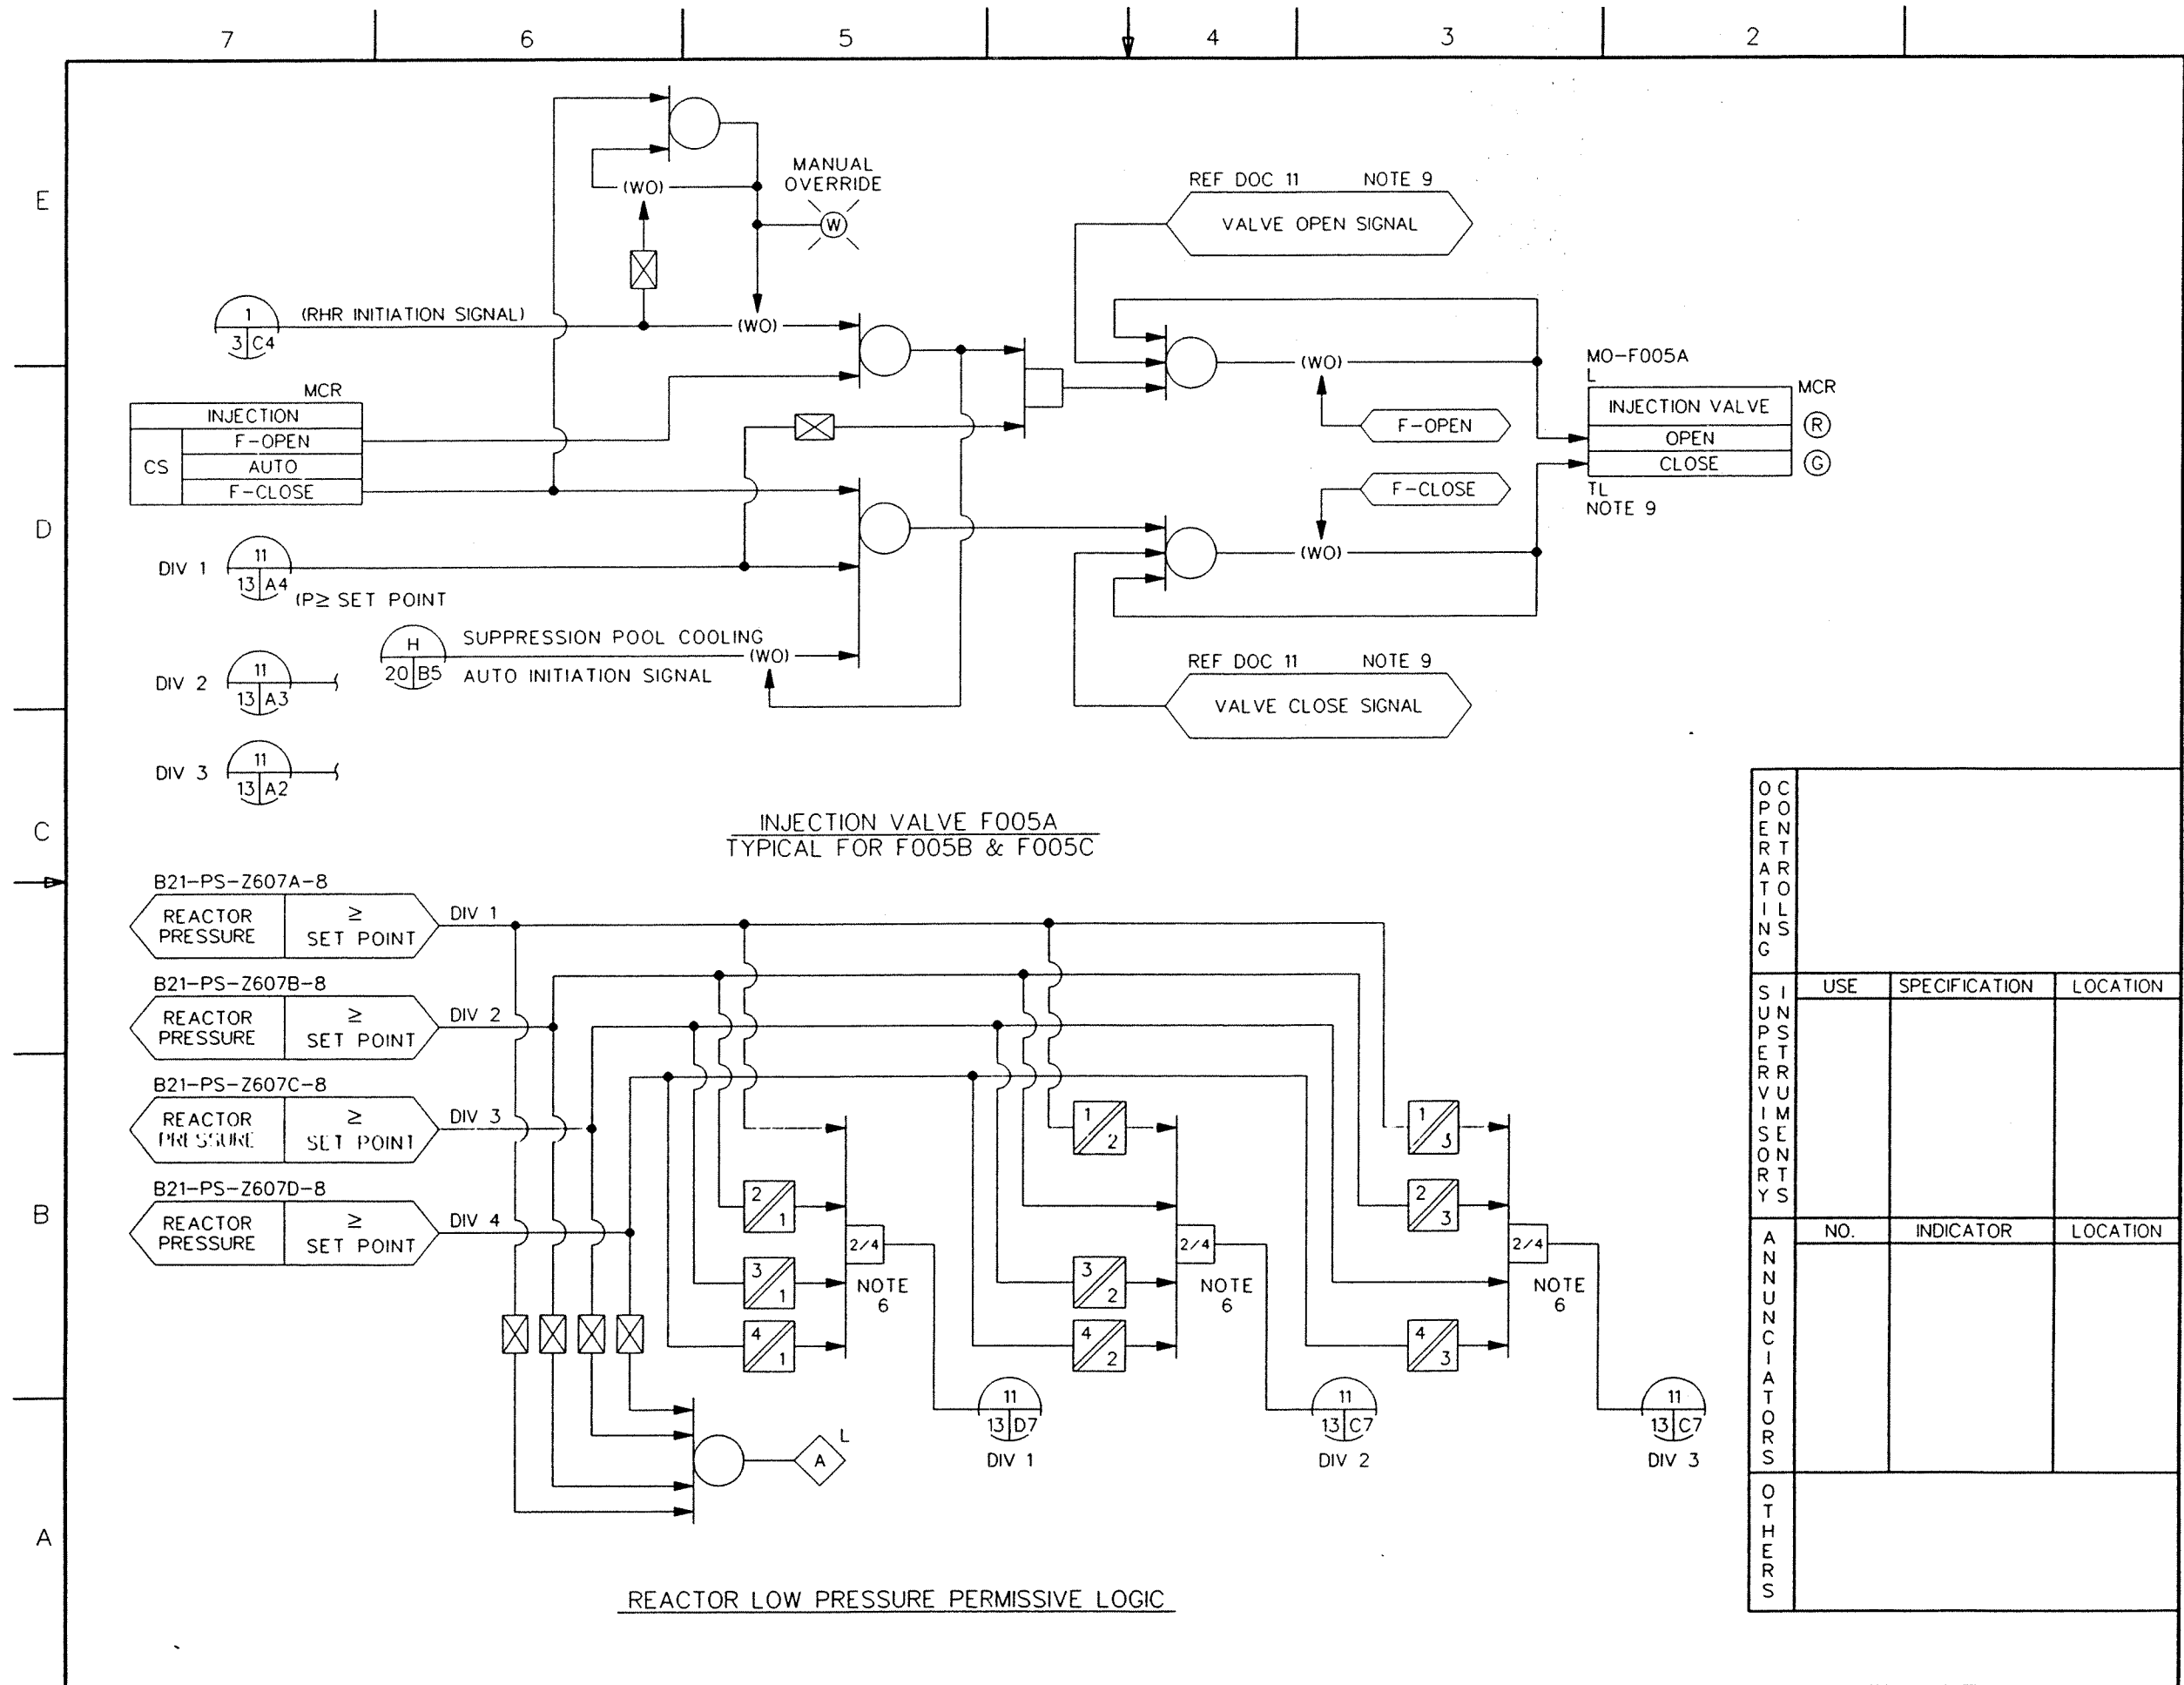 7 6 5 4 3 2
E
D
C
B
A
MANUAL
OVERRIDE
(WO)
W
REF DOC 11 NOTE 9
VALVE OPEN SIGNAL
1
3 C4
(RHR INITIATION SIGNAL)
(WO)
MCR
INJECTION
CS
F-OPEN
AUTO
F-CLOSE
(WO)
F-OPEN
F-CLOSE
(WO)
MO-F005A
L
MCR
INJECTION VALVE
OPEN
CLOSE
R
G
TL
NOTE 9
DIV 1
11
13 A4
(P≥ SET POINT
H
20 B5
SUPPRESSION POOL COOLING
AUTO INITIATION SIGNAL
(WO)
REF DOC 11 NOTE 9
VALVE CLOSE SIGNAL
DIV 2
11
13 A3
DIV 3
11
13 A2
INJECTION VALVE F005A
TYPICAL FOR F005B & F005C
B21-PS-Z607A-8
REACTOR
PRESSURE
≥
SET POINT
DIV 1
B21-PS-Z607B-8
REACTOR
PRESSURE
≥
SET POINT
DIV 2
B21-PS-Z607C-8
REACTOR
PRESSURE
≥
SET POINT
DIV 3
B21-PS-Z607D-8
REACTOR
PRESSURE
≥
SET POINT
DIV 4
2 1
3 1
4 1
2/4
NOTE
6
1 2
3 2
4 2
2/4
NOTE
6
1 3
2 3
4 3
2/4
NOTE
6
11
13 D7
DIV 1
11
13 C7
DIV 2
11
13 C7
DIV 3
A
L
REACTOR LOW PRESSURE PERMISSIVE LOGIC
OPERATING CONTROLS
SUPERVISORY INSTRUMENTS
USE SPECIFICATION LOCATION
ANNUNCIATORS
NO. INDICATOR LOCATION
OTHERS